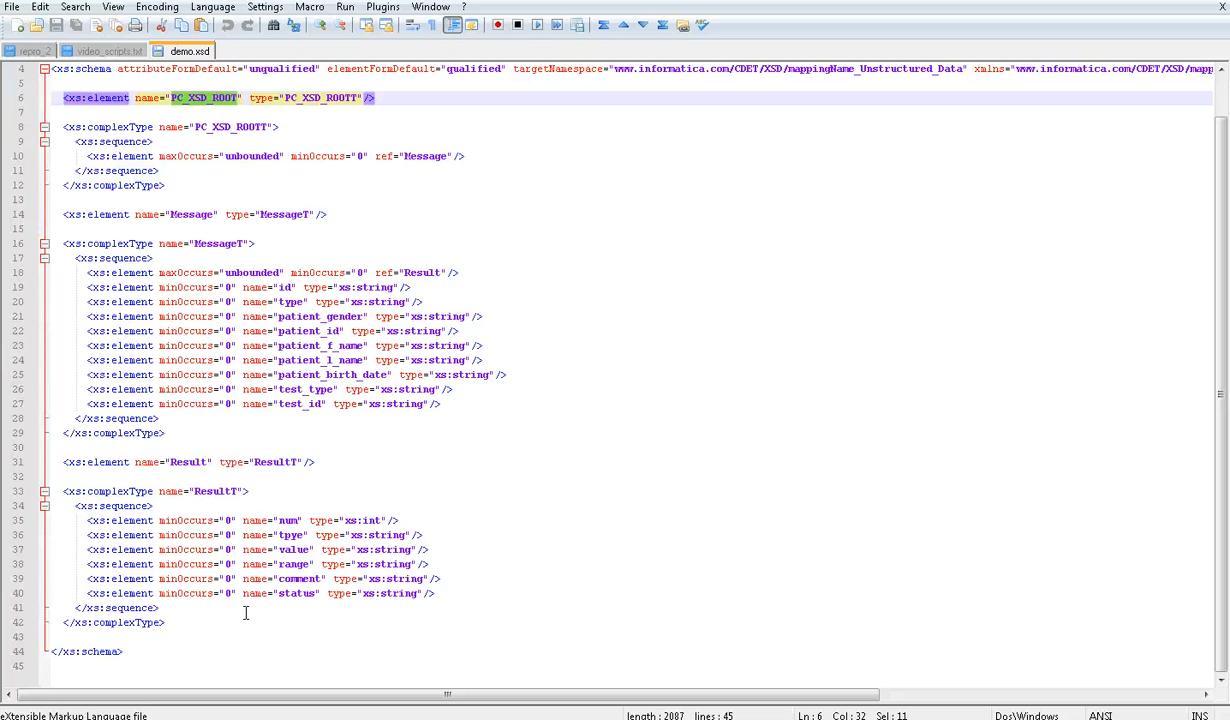 File Edit Search View Encoding Language Settings Macro Run Plugins Window ? X
repro_2 video_scripts.txt demo.xsd
4 <xs:schema attributeFormDefault="unqualified" elementFormDefault="qualified" targetNamespace="www.informatica.com/CDET/XSD/mappingName_Unstructured_Data" xmlns="www.informatica.com/CDET/XSD/mapp
5
6 <xs:element name="PC_XSD_ROOT" type="PC_XSD_ROOTT"/>
7
8 <xs:complexType name="PC_XSD_ROOTT">
9 <xs:sequence>
10 <xs:element maxOccurs="unbounded" minOccurs="0" ref="Message"/>
11 </xs:sequence>
12 </xs:complexType>
13
14 <xs:element name="Message" type="MessageT"/>
15
16 <xs:complexType name="MessageT">
17 <xs:sequence>
18 <xs:element maxOccurs="unbounded" minOccurs="0" ref="Result"/>
19 <xs:element minOccurs="0" name="id" type="xs:string"/>
20 <xs:element minOccurs="0" name="type" type="xs:string"/>
21 <xs:element minOccurs="0" name="patient_gender" type="xs:string"/>
22 <xs:element minOccurs="0" name="patient_id" type="xs:string"/>
23 <xs:element minOccurs="0" name="patient_f_name" type="xs:string"/>
24 <xs:element minOccurs="0" name="patient_l_name" type="xs:string"/>
25 <xs:element minOccurs="0" name="patient_birth_date" type="xs:string"/>
26 <xs:element minOccurs="0" name="test_type" type="xs:string"/>
27 <xs:element minOccurs="0" name="test_id" type="xs:string"/>
28 </xs:sequence>
29 </xs:complexType>
30
31 <xs:element name="Result" type="ResultT"/>
32
33 <xs:complexType name="ResultT">
34 <xs:sequence>
35 <xs:element minOccurs="0" name="num" type="xs:int"/>
36 <xs:element minOccurs="0" name="tpye" type="xs:string"/>
37 <xs:element minOccurs="0" name="value" type="xs:string"/>
38 <xs:element minOccurs="0" name="range" type="xs:string"/>
39 <xs:element minOccurs="0" name="comment" type="xs:string"/>
40 <xs:element minOccurs="0" name="status" type="xs:string"/>
41 </xs:sequence>
42 </xs:complexType>
43
44 </xs:schema>
45
eXtensible Markup Language file length : 2087 lines : 45 Ln : 6 Col : 32 Sel : 11 Dos\Windows ANSI INS